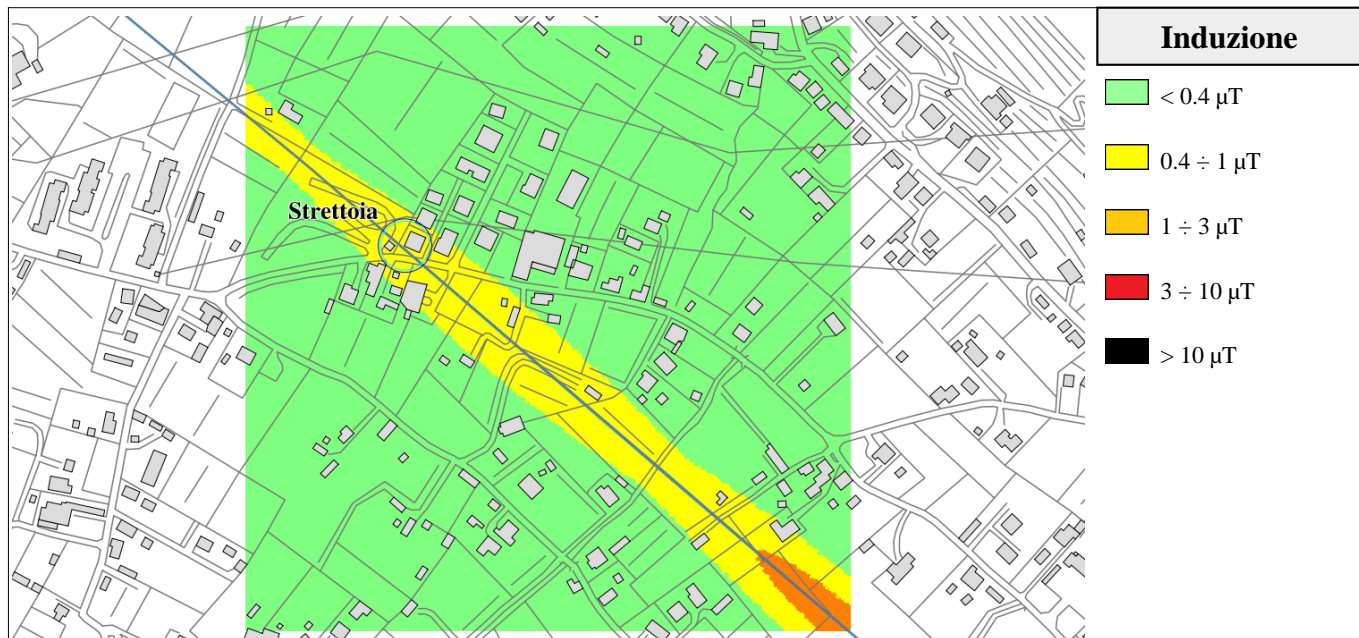 Induzione
< 0.4 µT
0.4 ÷ 1 µT
Strettoia
1 ÷ 3 µT
3 ÷ 10 µT
> 10 µT